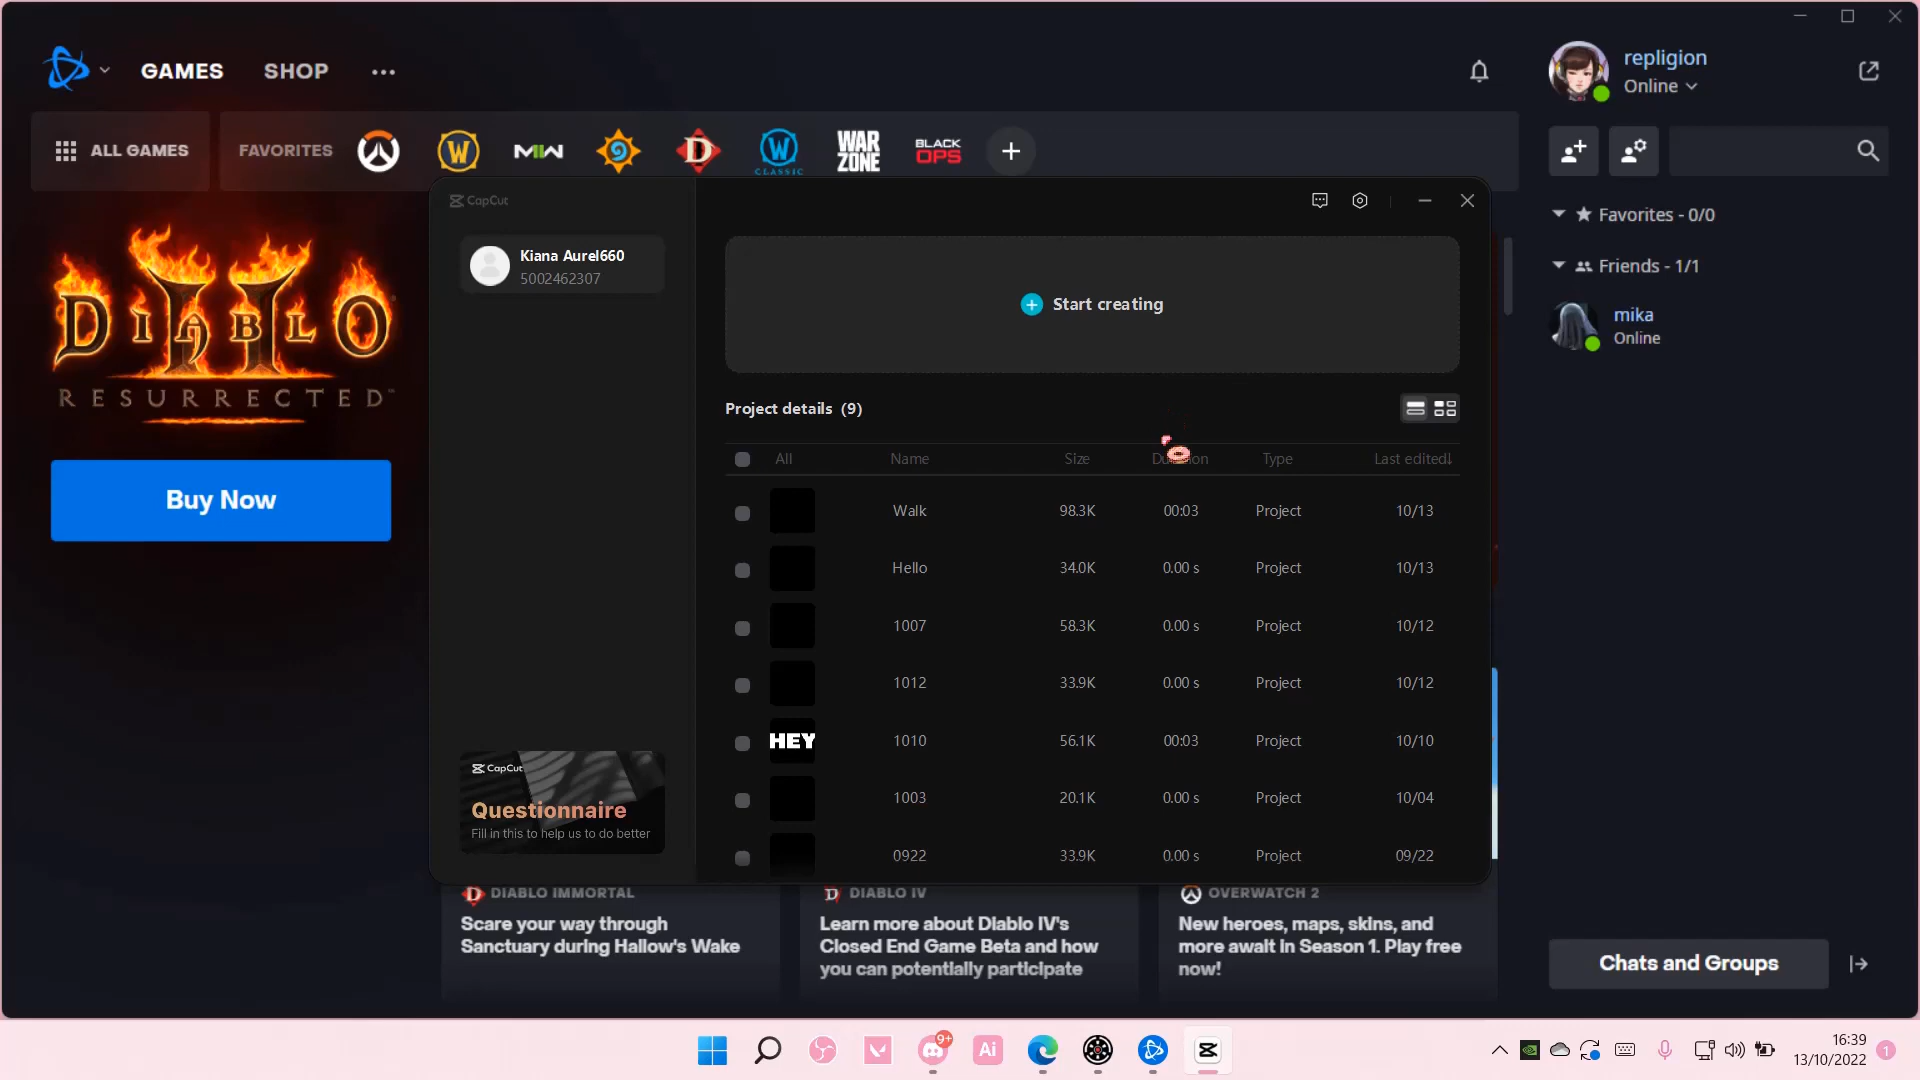 GAMES
SHOP
repligion
Online
ALL GAMES
FAVORITES
W
MW
D
W
CLASSIC
WAR
ZONE
BLACK
OPS
CapCut
Favorites - 0/0
Kiana Aurel660
5002462307
Friends - 1/1
DIABLO
II
RESURRECTED
Start creating
mika
Online
Project details (9)
Buy Now
All Name Size Type Last edited↓
Walk 98.3K 00:03 Project 10/13
Hello 34.0K 0.00 s Project 10/13
1007 58.3K 0.00 s Project 10/12
1012 33.9K 0.00 s Project 10/12
HEY 1010 56.1K 00:03 Project 10/10
1003 20.1K 0.00 s Project 10/04
0922 33.9K 0.00 s Project 09/22
CapCut
Questionnaire
Fill in this to help us to do better
DIABLO IMMORTAL
Scare your way through
Sanctuary during Hallow's Wake
DIABLO IV
Learn more about Diablo IV's
Closed End Game Beta and how
you can potentially participate
OVERWATCH 2
New heroes, maps, skins, and
more await in Season 1. Play free
now!
Chats and Groups
9+
Ai
16:39
13/10/2022
1